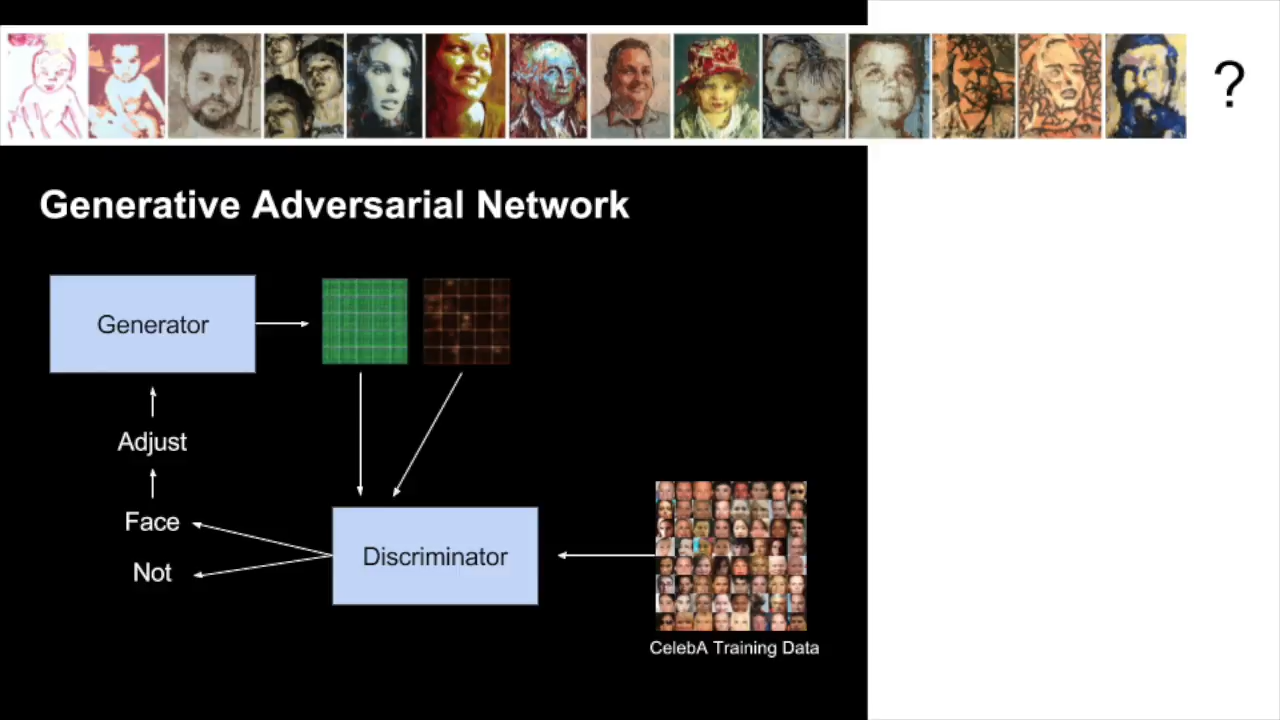 ?
Generative Adversarial Network
Generator
Adjust
Face
Not
Discriminator
CelebA Training Data